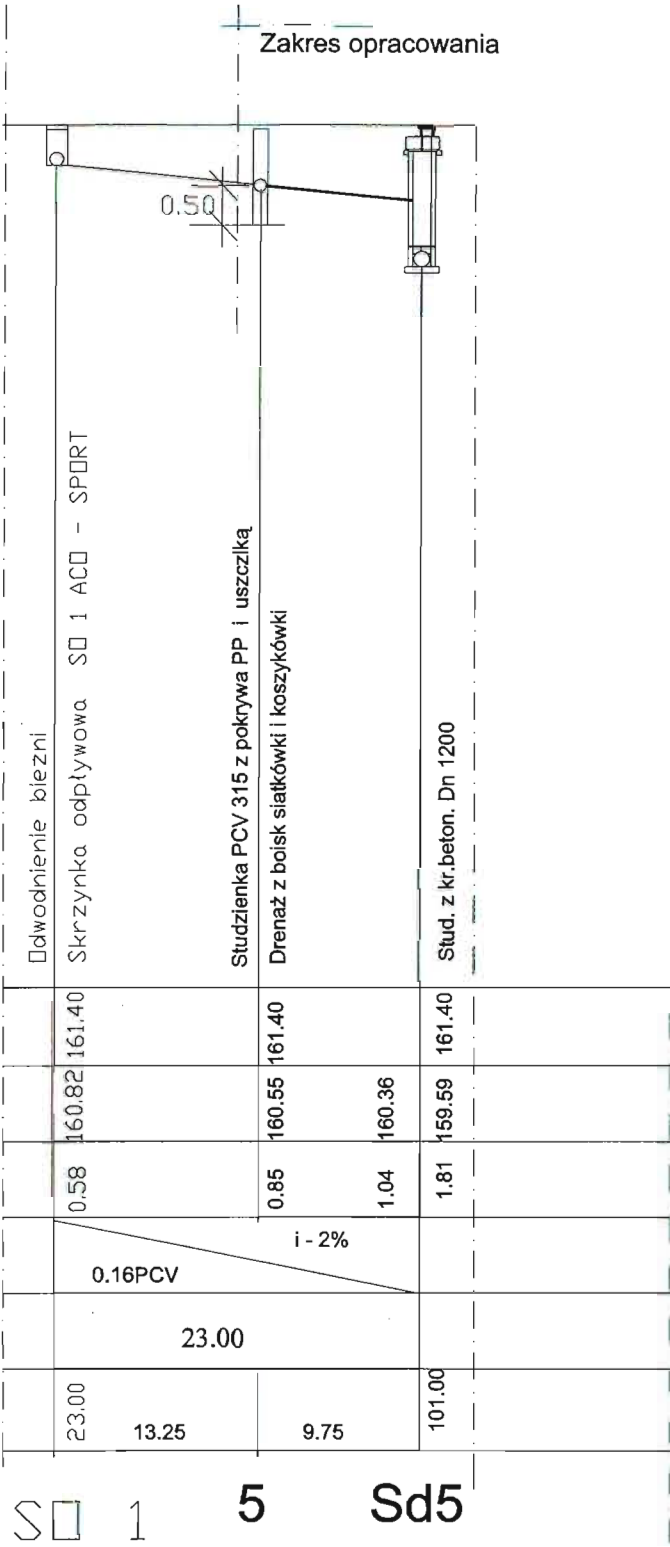 Zakres opracowania
0.50
Odwodnienie biezni
Skrzynka odpływowa SO 1 ACO - SPORT
Studzienka PCV 315 z pokrywa PP i uszczlką
Drenaż z boisk siatkówki i koszykówki
Stud. z kr.beton. Dn 1200
161.40 161.40 161.40
160.82 160.55 160.36 159.59
0.58 0.85 1.04 1.81
i - 2%
0.16PCV
23.00
23.00 13.25 9.75 101.00
SO 1 5 Sd5